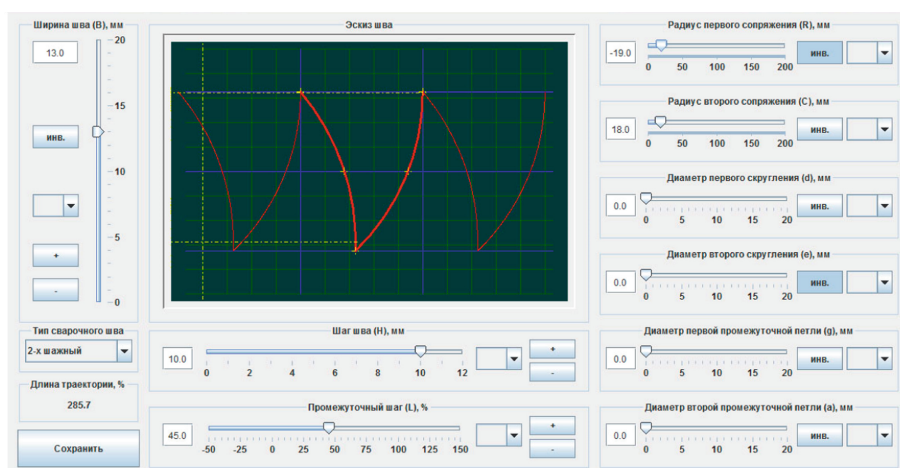 Ширина шва (B), мм
13.0
20
15
инв.
10
5
+
-
0
Тип сварочного шва
2-х шажный
Длина траектории, %
285.7
Сохранить
Эскиз шва
Шаг шва (H), мм
10.0
+
-
0 2 4 6 8 10 12
Промежуточный шаг (L), %
45.0
+
-
-50 -25 0 25 50 75 100 125 150
Радиус первого сопряжения (R), мм
-19.0
инв.
0 50 100 150 200
Радиус второго сопряжения (C), мм
18.0
инв.
0 50 100 150 200
Диаметр первого скругления (d), мм
0.0
инв.
0 5 10 15 20
Диаметр второго скругления (e), мм
0.0
инв.
0 5 10 15 20
Диаметр первой промежуточной петли (g), мм
0.0
инв.
0 5 10 15 20
Диаметр второй промежуточной петли (a), мм
0.0
инв.
0 5 10 15 20